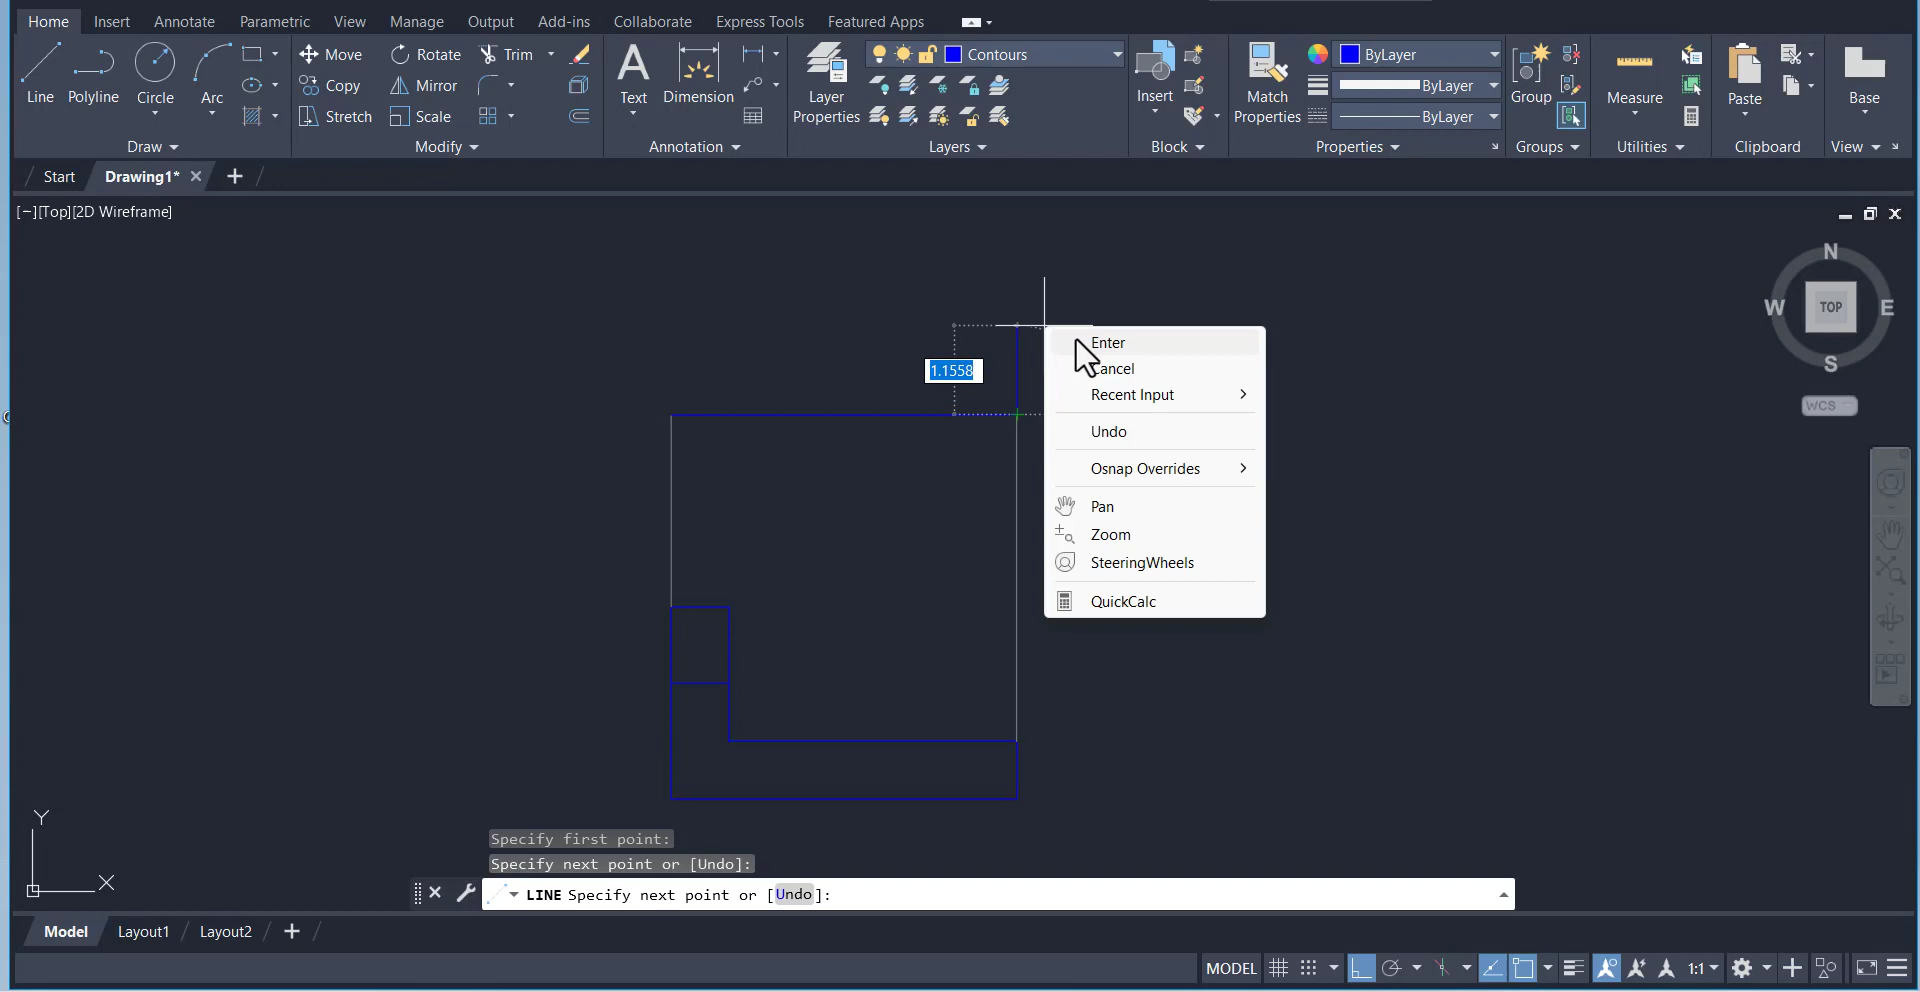 Home Insert Annotate Parametric View Manage Output Add-ins Collaborate Express Tools Featured Apps
Line Polyline Circle Arc
Move Rotate Trim
Copy Mirror
Stretch Scale
Text Dimension
Layer Properties
Contours
Insert
Match Properties
ByLayer
ByLayer
ByLayer
Group
Measure
Paste
Base
Draw Modify Annotation Layers Block Properties Groups Utilities Clipboard View
Start Drawing1*
[−][Top][2D Wireframe]
N
W TOP E
S
WCS
1.1558
Enter
Cancel
Recent Input
Undo
Osnap Overrides
Pan
Zoom
SteeringWheels
QuickCalc
Y
X
Specify first point:
Specify next point or [Undo]:
LINE Specify next point or [Undo]:
Model Layout1 Layout2
MODEL 1:1